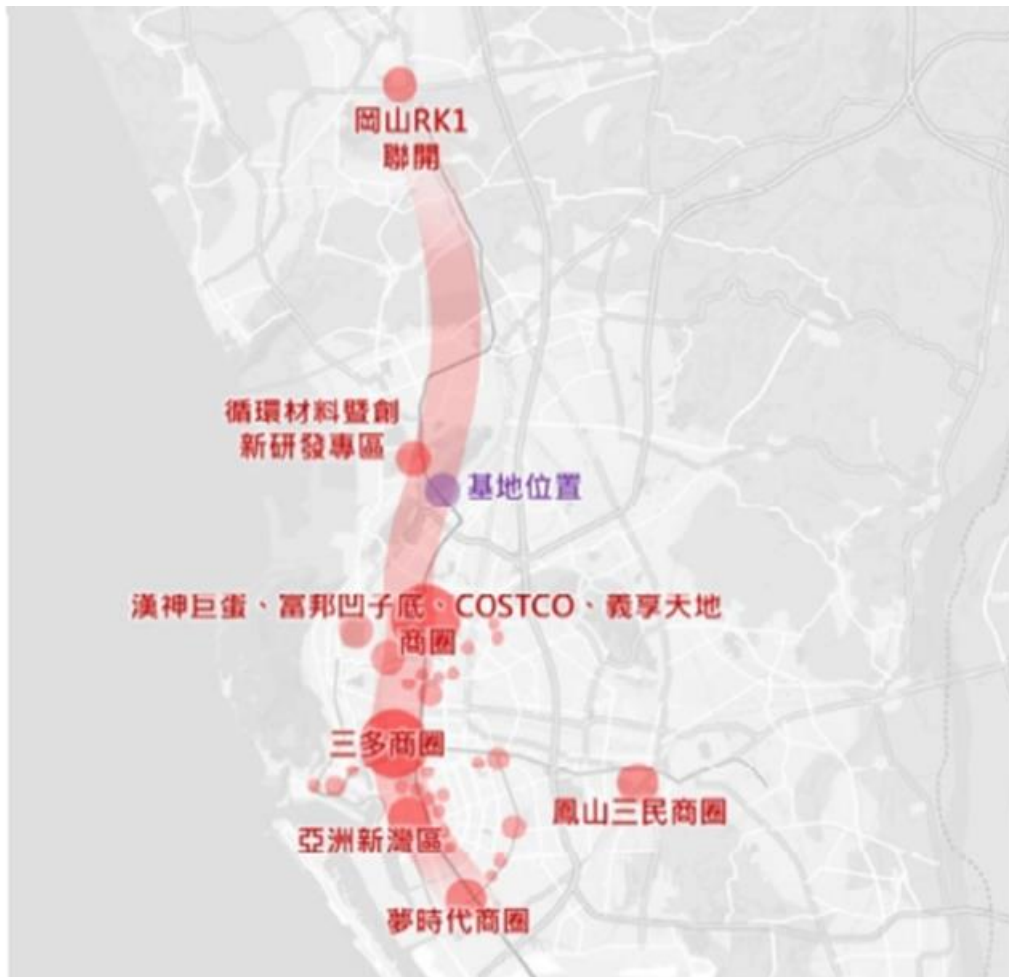 岡山RK1
聯開
循環材料暨創
新研發專區
基地位置
漢神巨蛋、富邦凹子底、COSTCO、義享天地
商圈
三多商圈
鳳山三民商圈
亞洲新灣區
夢時代商圈